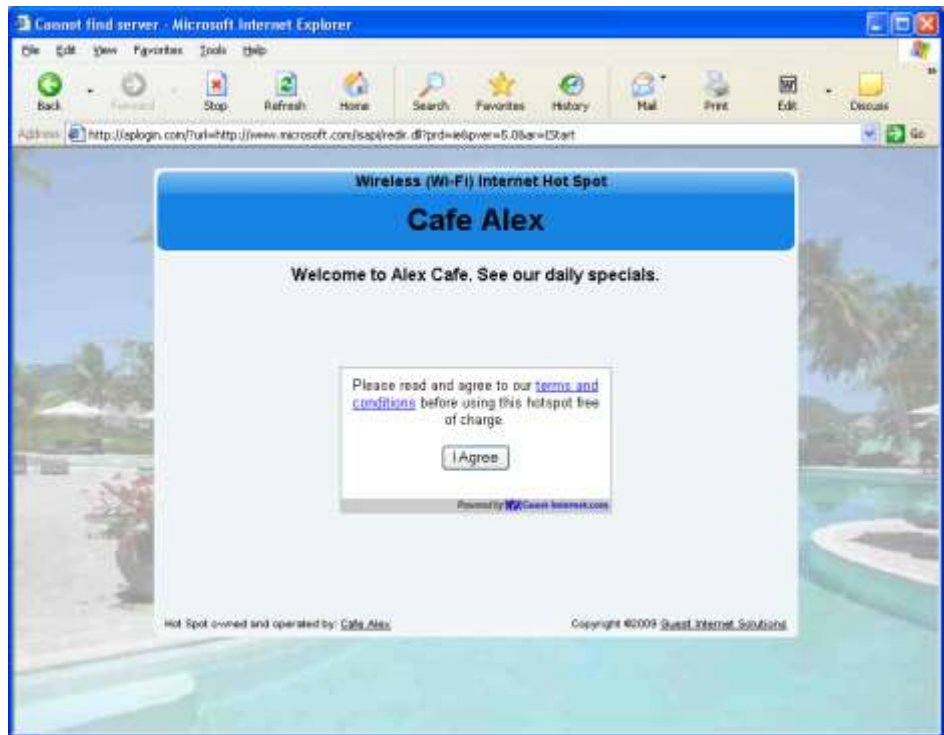 Cannot find server - Microsoft Internet Explorer
File Edit View Favorites Tools Help
Back Forward Stop Refresh Home Search Favorites History Mail Print Edit Discuss
Address http://aplogin.com/?url=http://www.microsoft.com/isapi/redir.dll?prd=ie&pver=5.0&ar=IStart Go
Wireless (Wi-Fi) Internet Hot Spot
Cafe Alex
Welcome to Alex Cafe. See our daily specials.
Please read and agree to our terms and
conditions before using this hotspot free
of charge
I Agree
Powered by Guest-Internet.com
Hot Spot owned and operated by: Cafe Alex
Copyright ©2009 Guest Internet Solutions